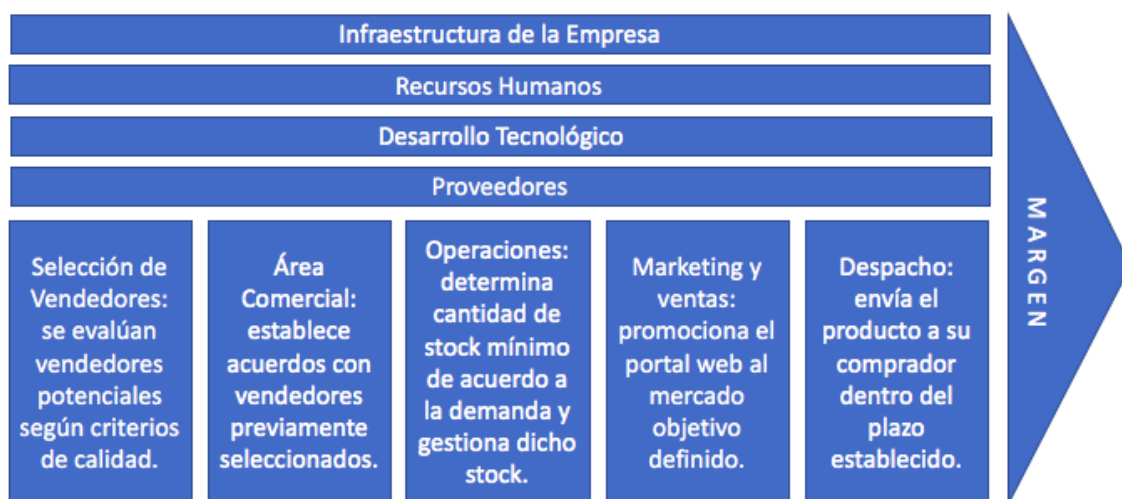 Infraestructura de la Empresa
Recursos Humanos
Desarrollo Tecnológico
Proveedores
Selección de
Vendedores:
se evalúan
vendedores
potenciales
según criterios
de calidad.
Área
Comercial:
establece
acuerdos con
vendedores
previamente
seleccionados.
Operaciones:
determina
cantidad de
stock mínimo
de acuerdo a
la demanda y
gestiona dicho
stock.
Marketing y
ventas:
promociona el
portal web al
mercado
objetivo
definido.
Despacho:
envía el
producto a su
comprador
dentro del
plazo
establecido.
MARGEN